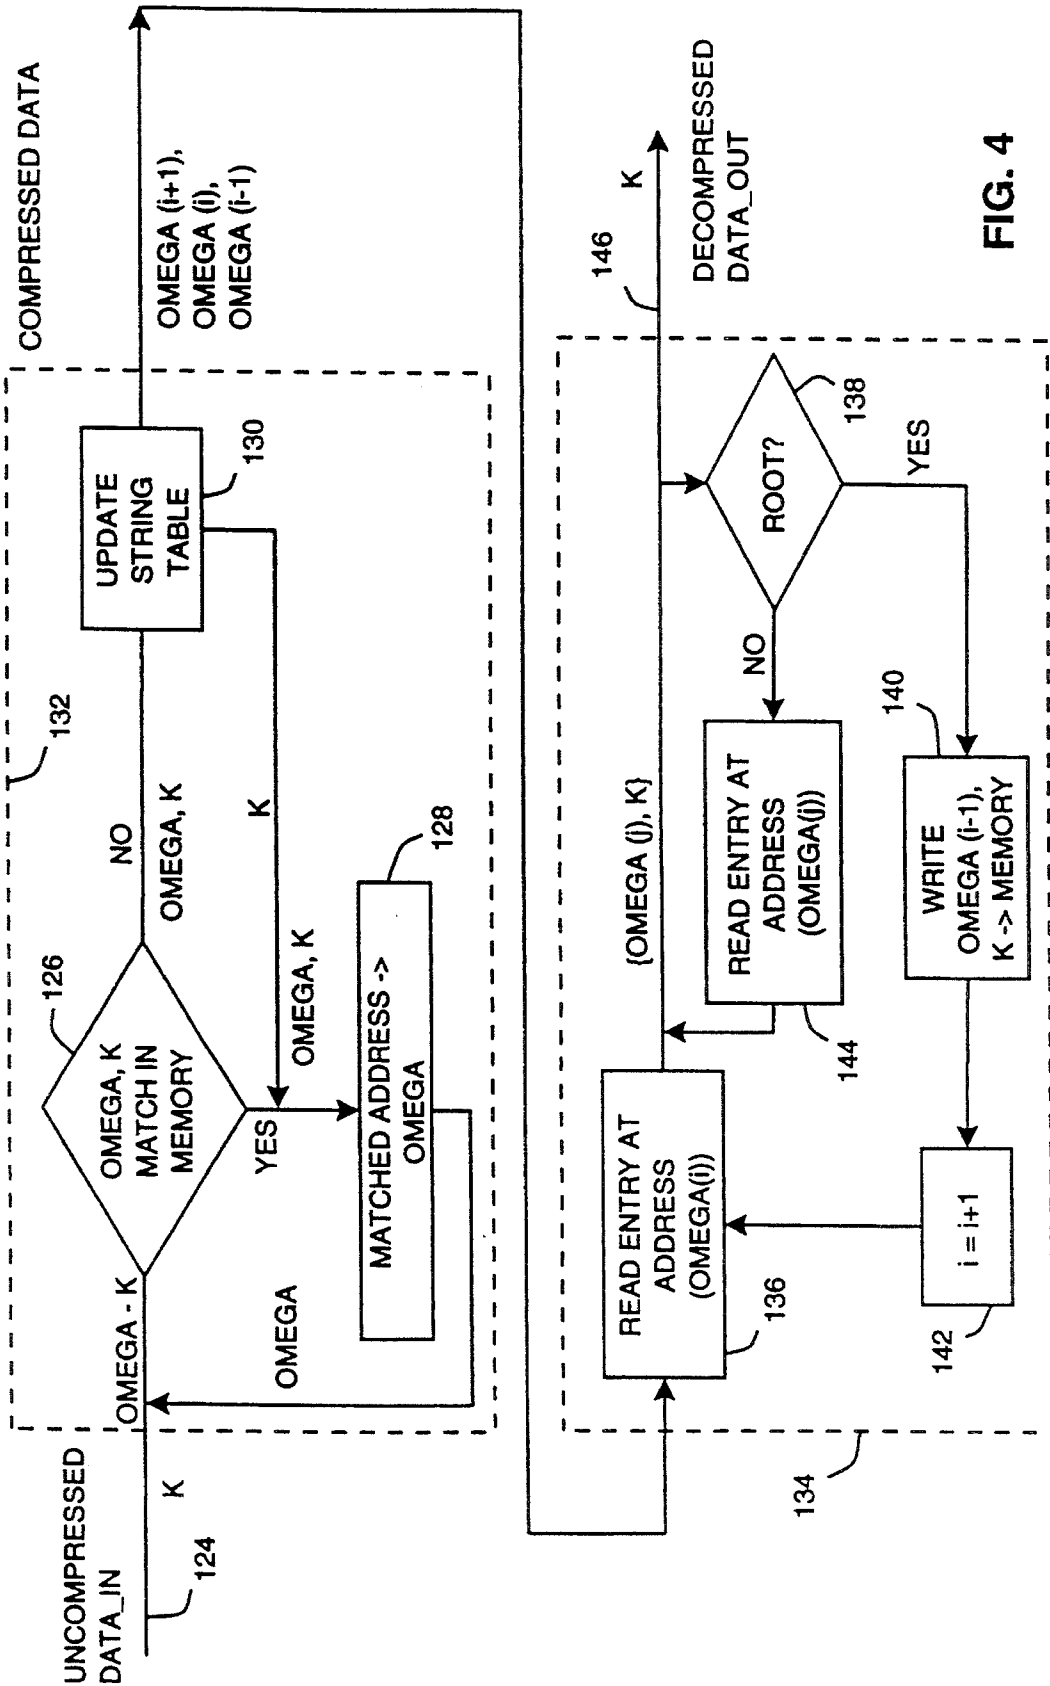 UNCOMPRESSED
DATA_IN
K
124
OMEGA - K
OMEGA, K
MATCH IN
MEMORY
126
NO
OMEGA, K
YES
OMEGA, K
K
MATCHED ADDRESS ->
OMEGA
128
OMEGA
UPDATE
STRING
TABLE
130
132
COMPRESSED DATA
OMEGA (i+1),
OMEGA (i),
OMEGA (i-1)
134
READ ENTRY AT
ADDRESS
(OMEGA(i))
136
{OMEGA (j), K}
READ ENTRY AT
ADDRESS
(OMEGA(j))
144
NO
ROOT?
138
YES
WRITE
OMEGA (i-1),
K -> MEMORY
140
i = i+1
142
146
K
DECOMPRESSED
DATA_OUT
FIG. 4